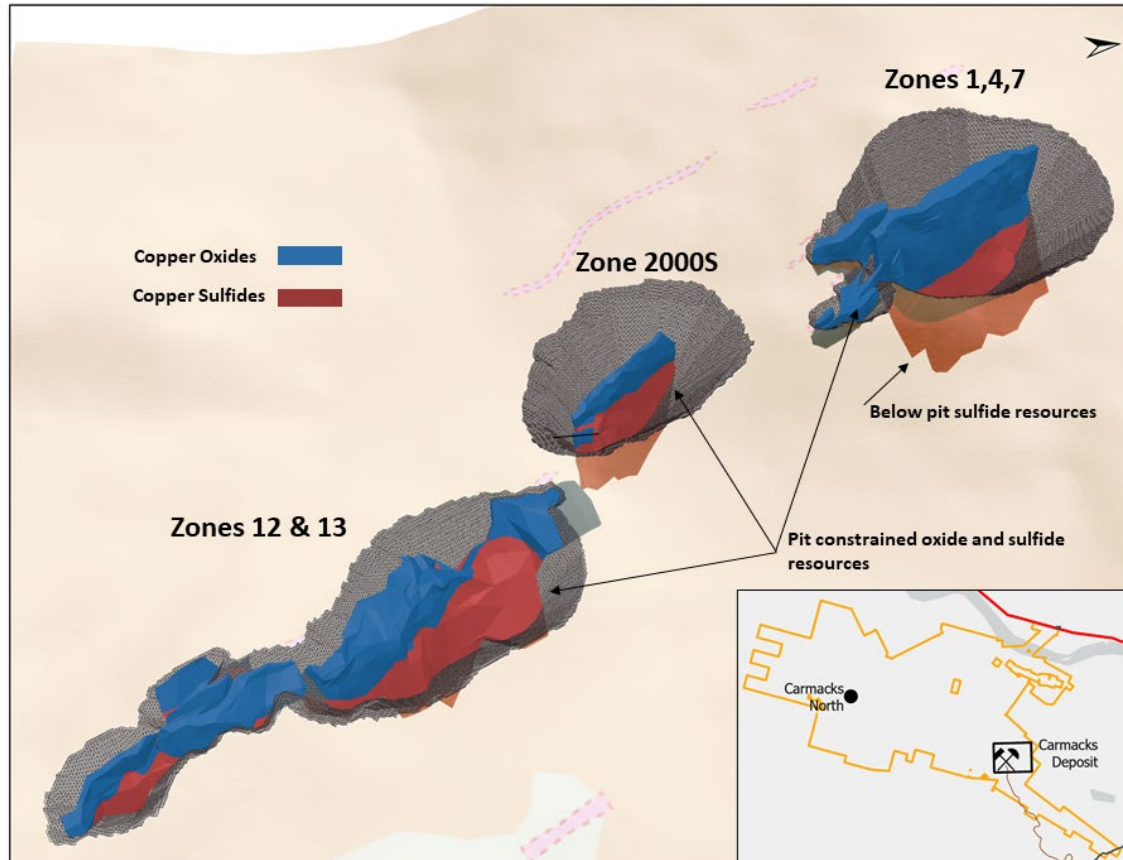 Zones 1,4,7
Copper Oxides
Copper Sulfides
Zone 2000S
Below pit sulfide resources
Zones 12 & 13
Pit constrained oxide and sulfide
resources
Carmacks
North
Carmacks
Deposit